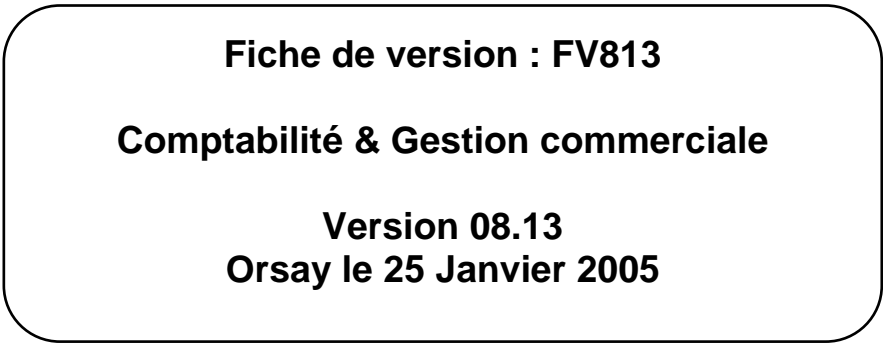 Fiche de version : FV813
Comptabilité & Gestion commerciale
Version 08.13
Orsay le 25 Janvier 2005